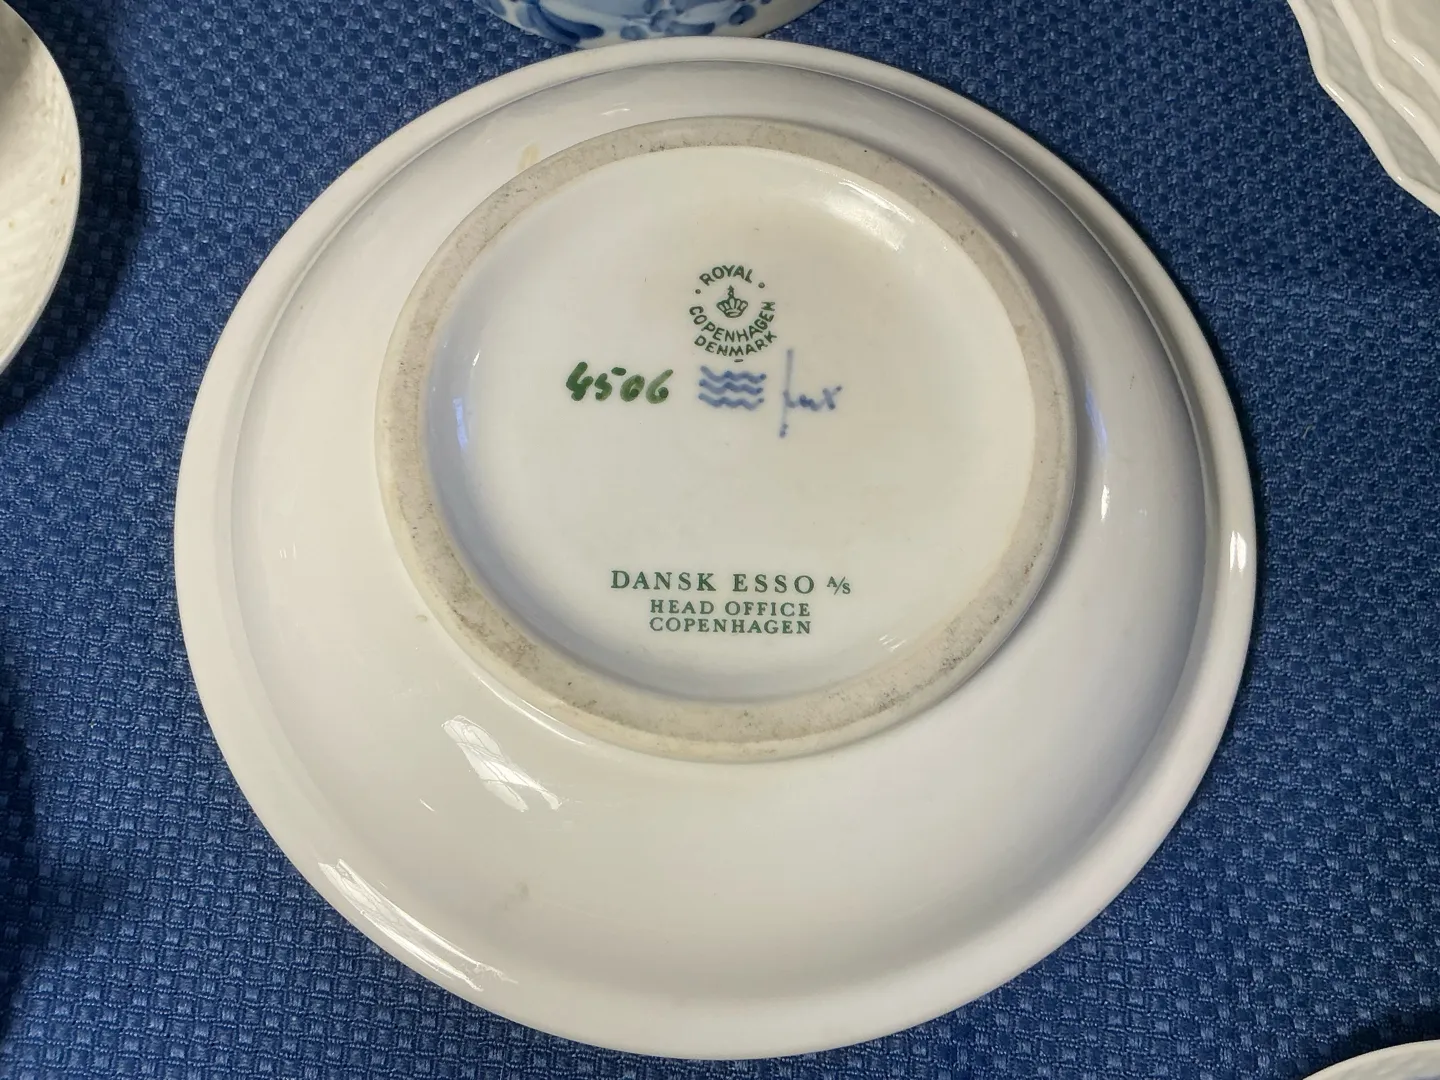 ROYAL
COPENHAGEN
DENMARK
4506
DANSK ESSO A/S
HEAD OFFICE
COPENHAGEN